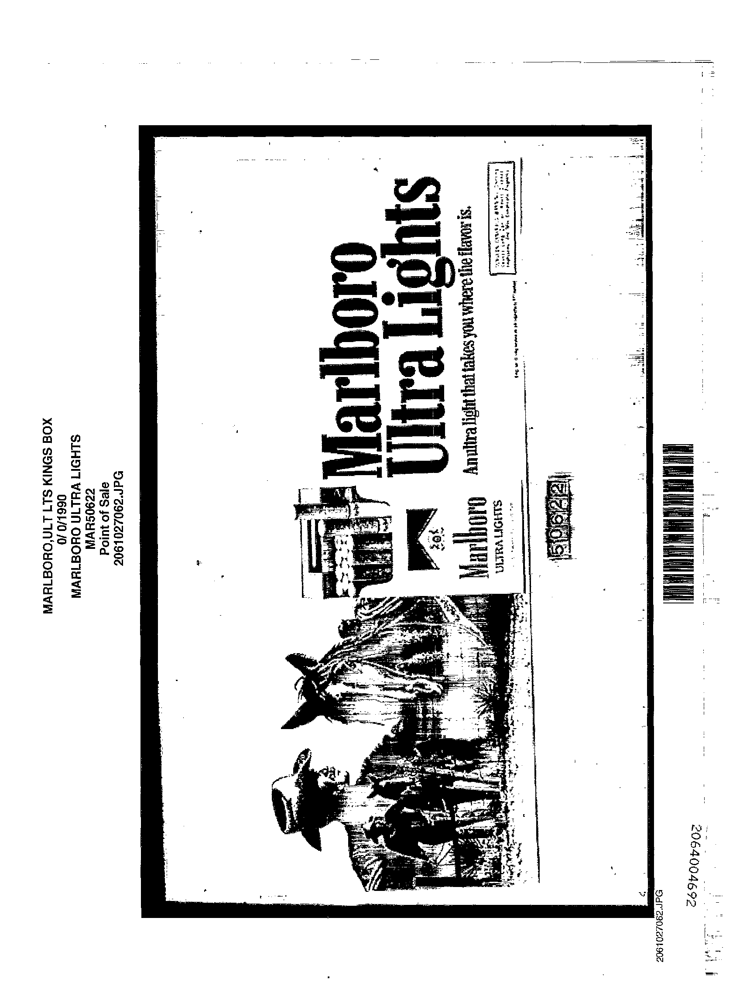 MARLBORO,ULT LTS KINGS BOX
0/ 0/1990
MARLBORO ULTRA LIGHTS
MAR50622
Point of Sale
2061027062.JPG
Marlboro
Ultra Lights
An ultra light that takes you where the flavor is.
Marlboro
ULTRA LIGHTS
50622
2061027062.JPG
2064004692